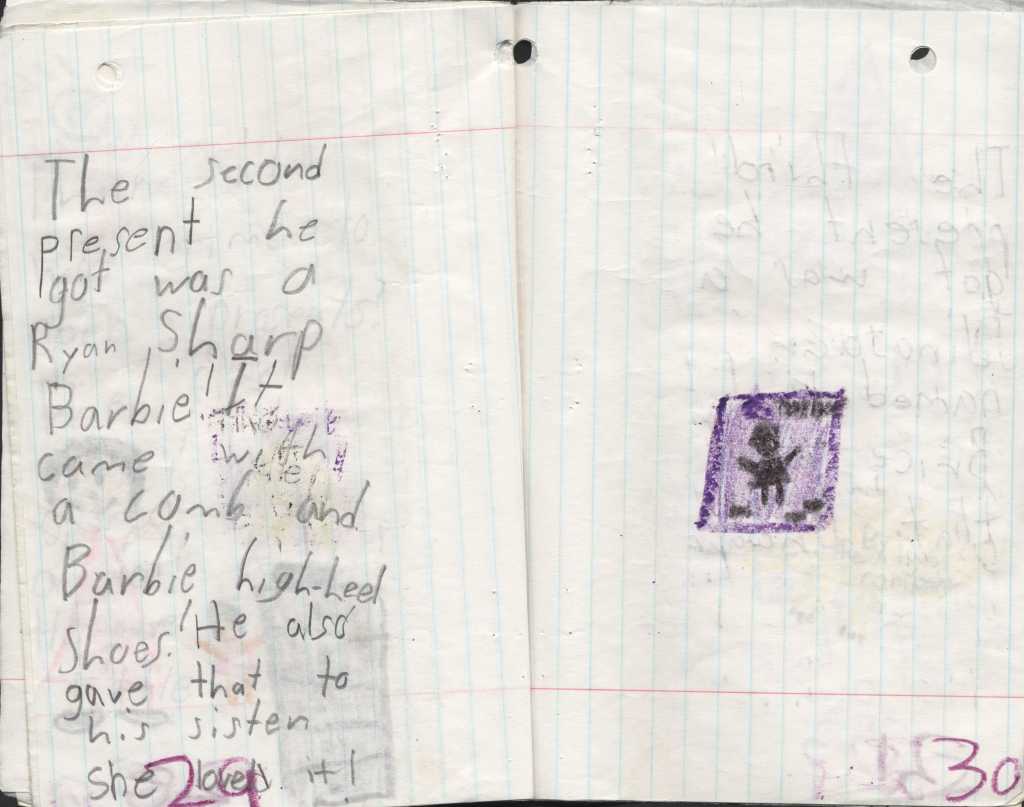 The second
present he
got was a
Ryan Sharp
Barbie! It
came with
a comb and
Barbie high-heel
shoes! He also
gave that to
his sister
she loved it!
29
30